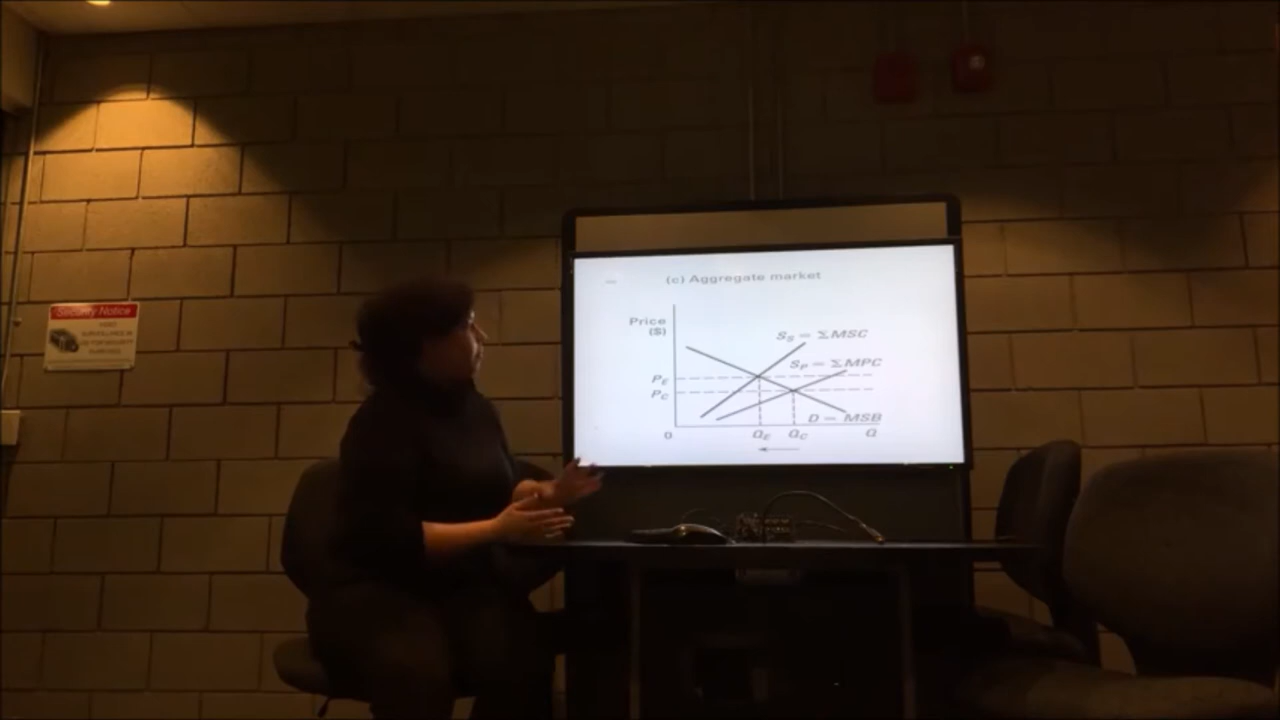 Security Notice
(c) Aggregate market
Price
($)
S_S = ΣMSC
S_P = ΣMPC
P_E
P_C
D = MSB
0
Q_E
Q_C
Q